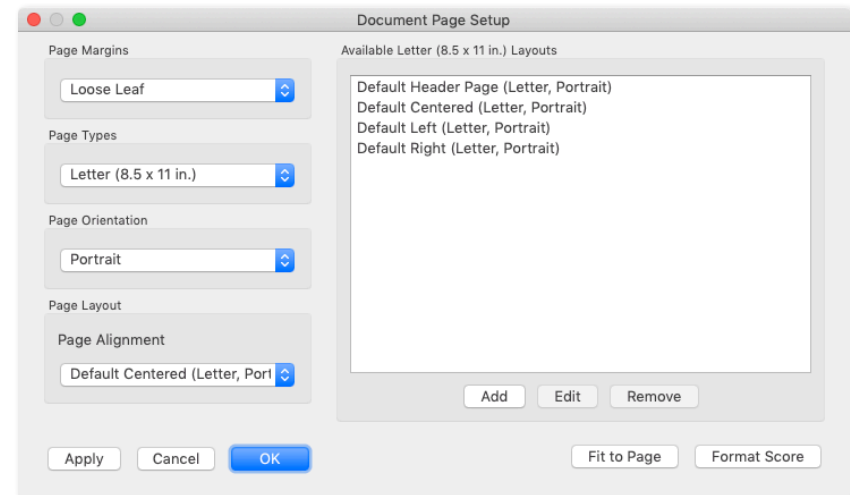 Document Page Setup
Page Margins
Loose Leaf
Page Types
Letter (8.5 x 11 in.)
Page Orientation
Portrait
Page Layout
Page Alignment
Default Centered (Letter, Port
Apply
Cancel
OK
Available Letter (8.5 x 11 in.) Layouts
Default Header Page (Letter, Portrait)
Default Centered (Letter, Portrait)
Default Left (Letter, Portrait)
Default Right (Letter, Portrait)
Add
Edit
Remove
Fit to Page
Format Score